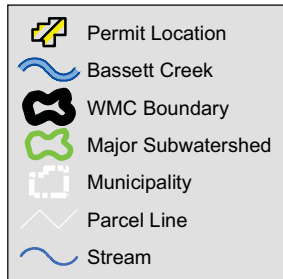 Permit Location
Bassett Creek
WMC Boundary
Major Subwatershed
Municipality
Parcel Line
Stream